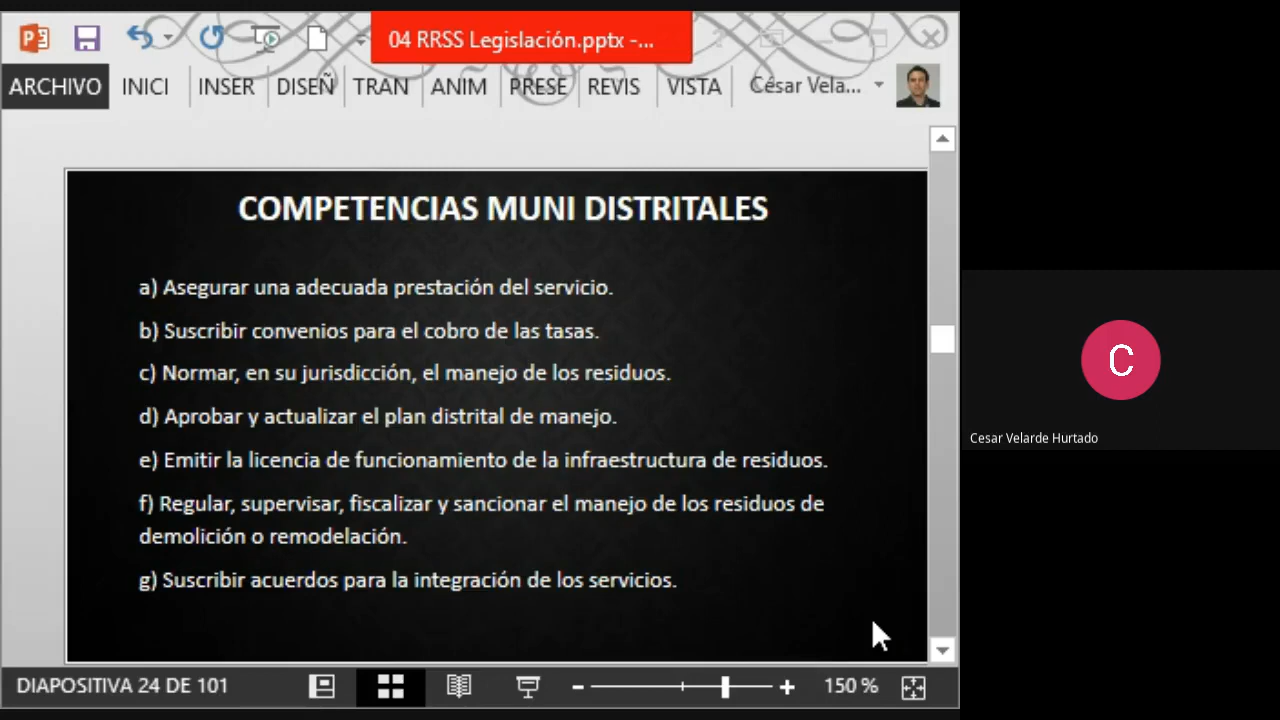 04 RRSS Legislación.pptx -...
ARCHIVO INICI INSER DISEÑ TRAN ANIM PRESE REVIS VISTA César Vela...
COMPETENCIAS MUNI DISTRITALES
a) Asegurar una adecuada prestación del servicio.
b) Suscribir convenios para el cobro de las tasas.
c) Normar, en su jurisdicción, el manejo de los residuos.
d) Aprobar y actualizar el plan distrital de manejo.
e) Emitir la licencia de funcionamiento de la infraestructura de residuos.
f) Regular, supervisar, fiscalizar y sancionar el manejo de los residuos de
demolición o remodelación.
g) Suscribir acuerdos para la integración de los servicios.
DIAPOSITIVA 24 DE 101 150 %
C
Cesar Velarde Hurtado